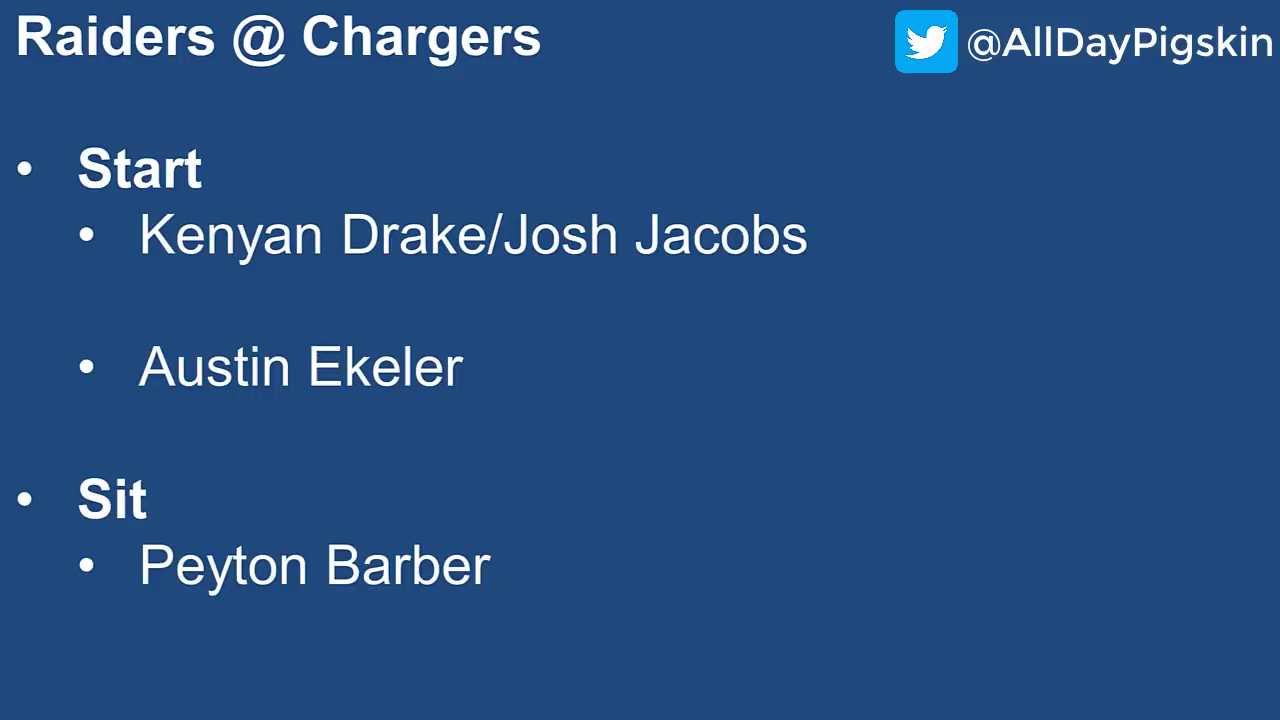 Raiders @ Chargers
@AllDayPigskin
• Start
• Kenyan Drake/Josh Jacobs
• Austin Ekeler
• Sit
• Peyton Barber